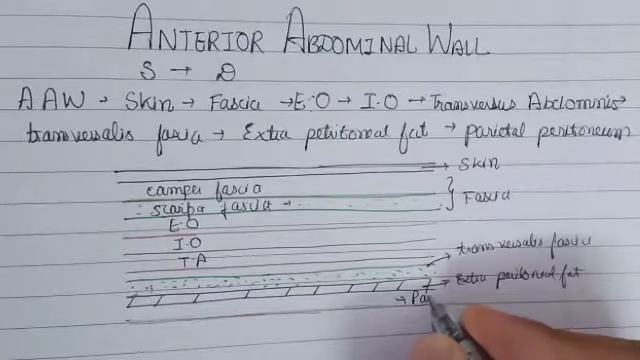 ANTERIOR ABDOMINAL WALL
S → D
AAW → Skin → Fascia → E.O → I.O → Transversus Abdominis
transversalis fasia → Extra peritoneal fat → parietal peritoneum
→ Skin
camper fascia
scarpa fascia
Fascia
E.O
I.O
T.A
transversalis fascia
Extra peritoneal fat
→ Pa